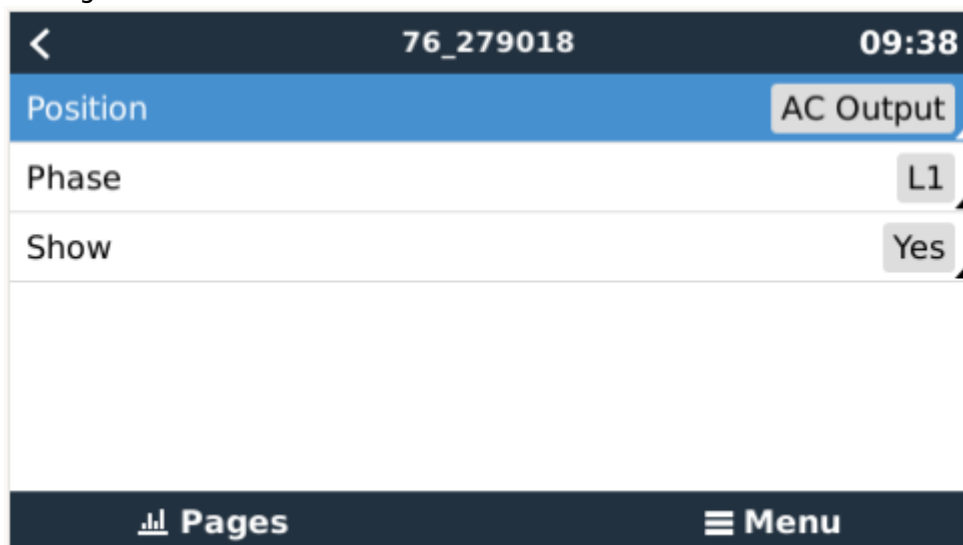 76_279018 09:38
Position AC Output
Phase L1
Show Yes
Pages Menu